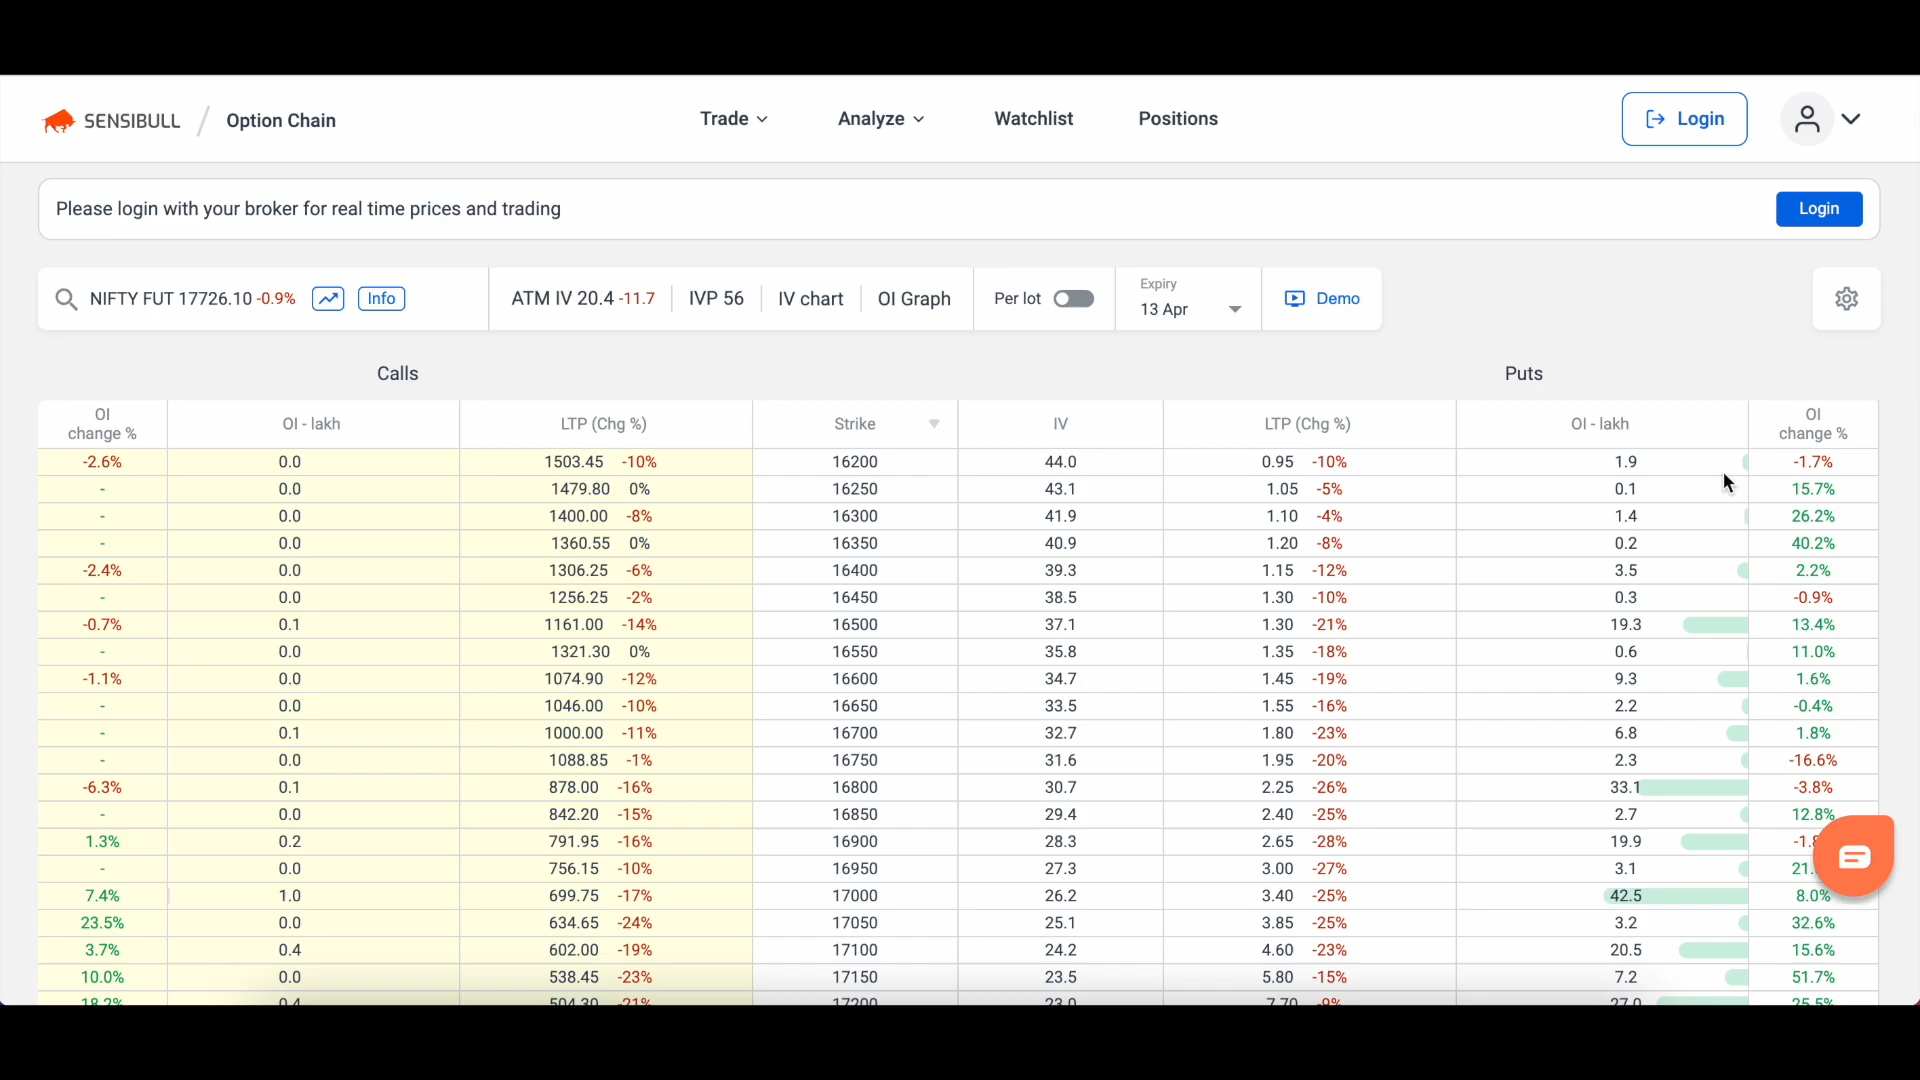 SENSIBULL / Option Chain Trade Analyze Watchlist Positions Login
Please login with your broker for real time prices and trading Login
NIFTY FUT 17726.10 -0.9% Info ATM IV 20.4 -11.7 IVP 56 IV chart OI Graph Per lot Expiry 13 Apr Demo
Calls Puts
OI change % OI - lakh LTP (Chg %) Strike IV LTP (Chg %) OI - lakh OI change %
-2.6% 0.0 1503.45 -10% 16200 44.0 0.95 -10% 1.9 -1.7%
- 0.0 1479.80 0% 16250 43.1 1.05 -5% 0.1 15.7%
- 0.0 1400.00 -8% 16300 41.9 1.10 -4% 1.4 26.2%
- 0.0 1360.55 0% 16350 40.9 1.20 -8% 0.2 40.2%
-2.4% 0.0 1306.25 -6% 16400 39.3 1.15 -12% 3.5 2.2%
- 0.0 1256.25 -2% 16450 38.5 1.30 -10% 0.3 -0.9%
-0.7% 0.1 1161.00 -14% 16500 37.1 1.30 -21% 19.3 13.4%
- 0.0 1321.30 0% 16550 35.8 1.35 -18% 0.6 11.0%
-1.1% 0.0 1074.90 -12% 16600 34.7 1.45 -19% 9.3 1.6%
- 0.0 1046.00 -10% 16650 33.5 1.55 -16% 2.2 -0.4%
- 0.1 1000.00 -11% 16700 32.7 1.80 -23% 6.8 1.8%
- 0.0 1088.85 -1% 16750 31.6 1.95 -20% 2.3 -16.6%
-6.3% 0.1 878.00 -16% 16800 30.7 2.25 -26% 33.1 -3.8%
- 0.0 842.20 -15% 16850 29.4 2.40 -25% 2.7 12.8%
1.3% 0.2 791.95 -16% 16900 28.3 2.65 -28% 19.9
- 0.0 756.15 -10% 16950 27.3 3.00 -27% 3.1
7.4% 1.0 699.75 -17% 17000 26.2 3.40 -25% 42.5 8.0%
23.5% 0.0 634.65 -24% 17050 25.1 3.85 -25% 3.2 32.6%
3.7% 0.4 602.00 -19% 17100 24.2 4.60 -23% 20.5 15.6%
10.0% 0.0 538.45 -23% 17150 23.5 5.80 -15% 7.2 51.7%
18.2% 0.4 504.30 -21% 17200 23.0 7.70 -9% 27.0 25.5%